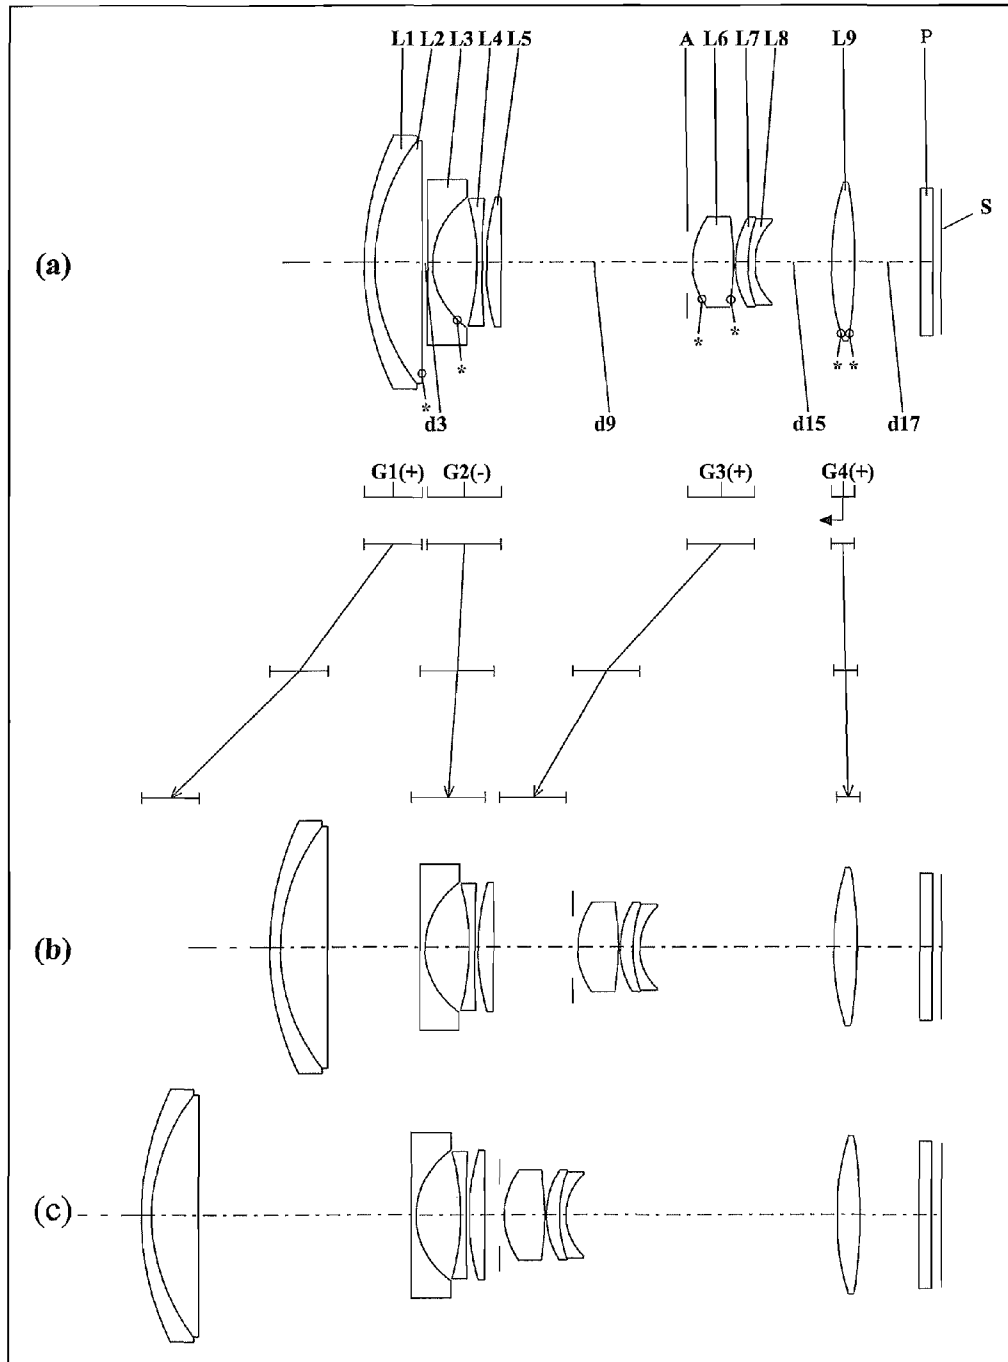 L1 L2 L3 L4 L5 A L6 L7 L8 L9 P
S
(a)
* * * * * *
d3 d9 d15 d17
G1(+) G2(-) G3(+) G4(+)
(b)
(c)